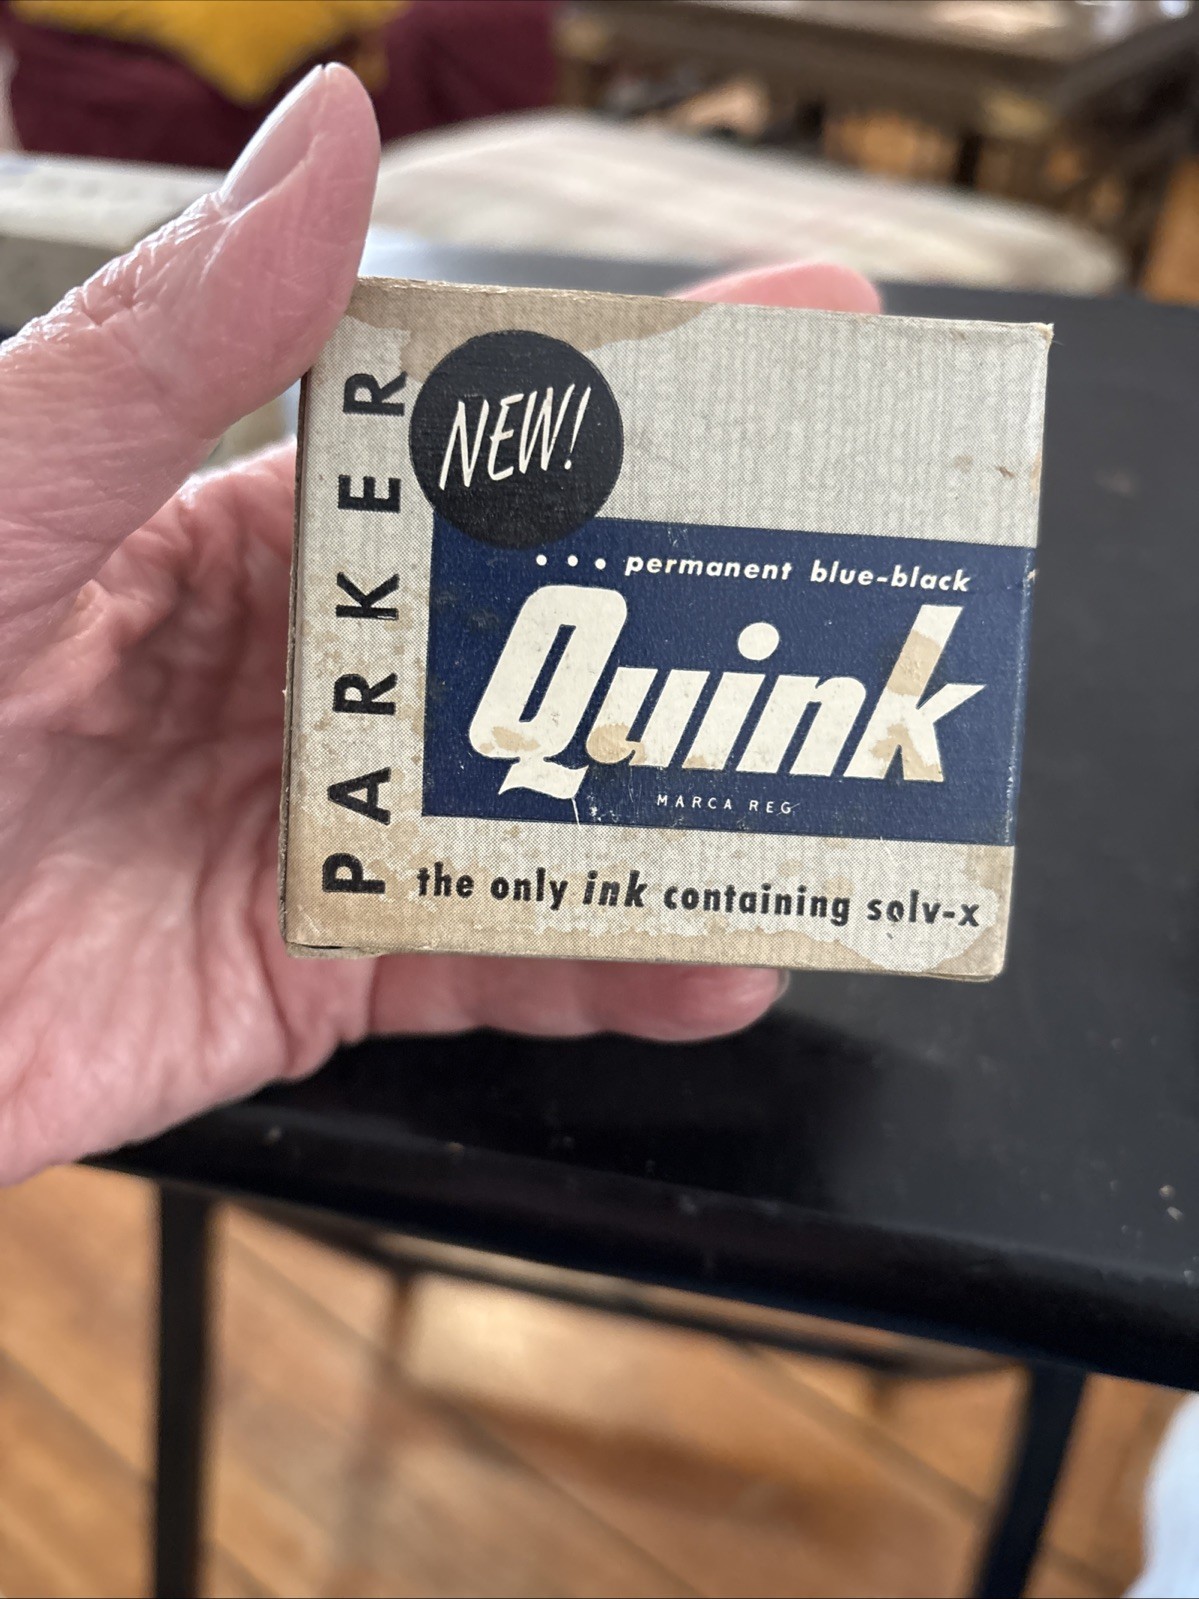 PARKER
NEW!
... permanent blue-black
Quink
MARCA REG
the only ink containing solv-x